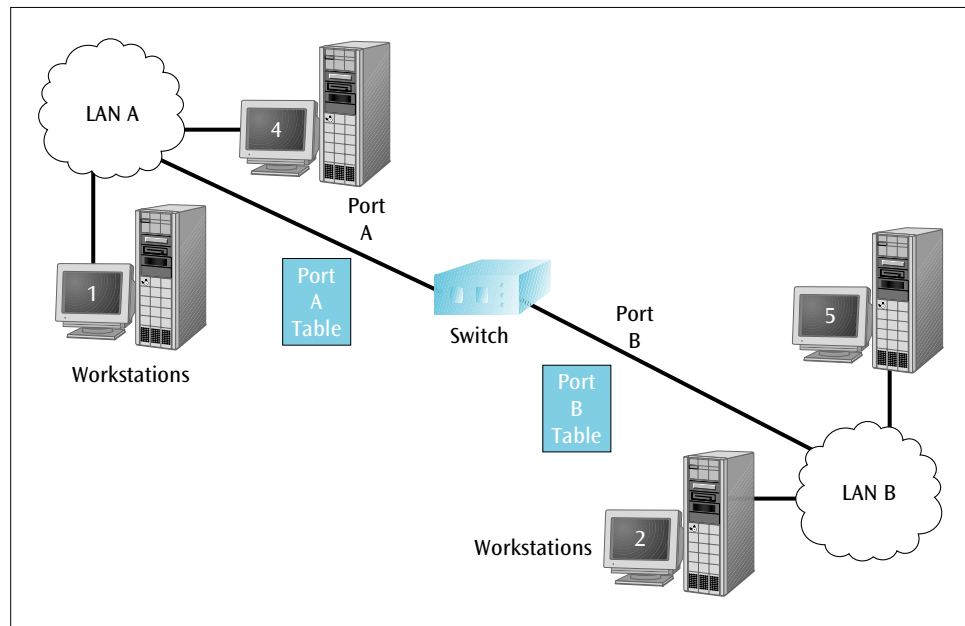 LAN A
4
Port
A
1
Port
A
Table
Switch
Port
B
5
Workstations
Port
B
Table
LAN B
Workstations
2